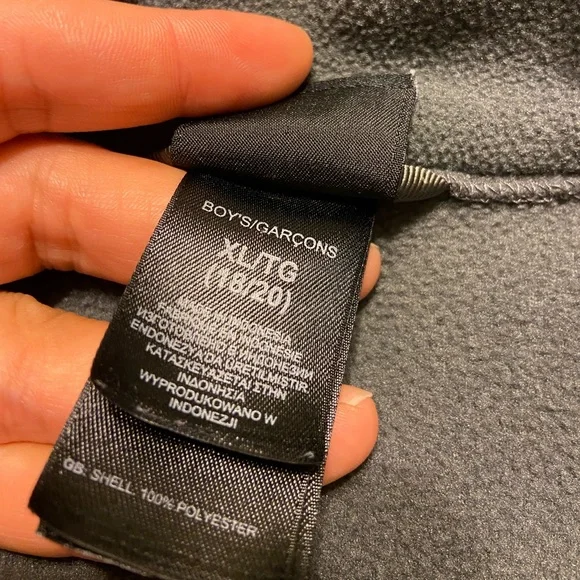 BOY'S/GARÇONS
XL/TG
(18/20)
MADE IN INDONESIA
FABRIQUÉ EN INDONÉSIE
ИЗГОТОВЛЕНО В ИНДОНЕЗИИ
ENDONEZYA'DA ÜRETİLMİŞTİR
ΚΑΤΑΣΚΕΥΑΖΕΤΑΙ ΣΤΗΝ
ΙΝΔΟΝΗΣΙΑ
WYPRODUKOWANO W
INDONEZJI
GB: SHELL: 100% POLYESTER